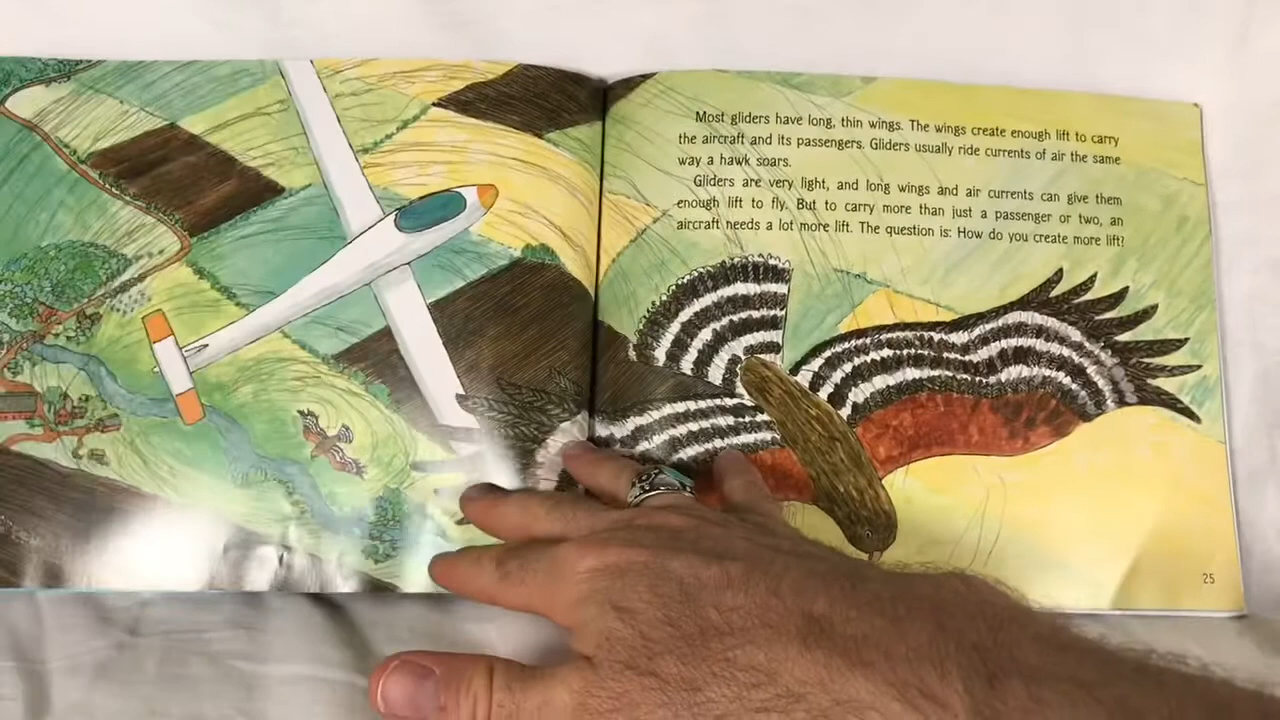 Most gliders have long, thin wings. The wings create enough lift to carry
the aircraft and its passengers. Gliders usually ride currents of air the same
way a hawk soars.
Gliders are very light, and long wings and air currents can give them
enough lift to fly. But to carry more than just a passenger or two, an
aircraft needs a lot more lift. The question is: How do you create more lift?
25